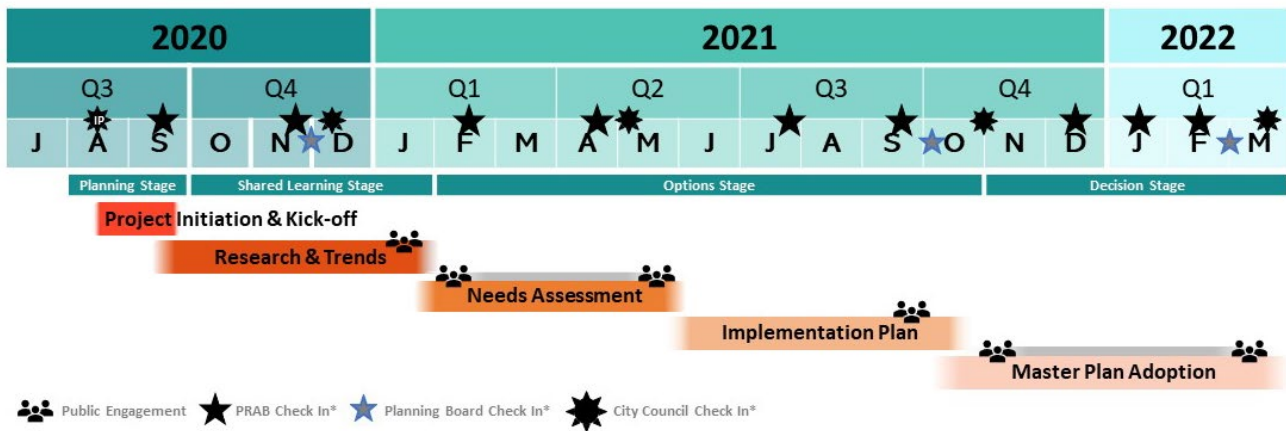 2020 2021 2022
Q3 Q4 Q1 Q2 Q3 Q4 Q1
IP
J A S O N D J F M A M J J A S O N D J F M
Planning Stage Shared Learning Stage Options Stage Decision Stage
Project Initiation & Kick-off
Research & Trends
Needs Assessment
Implementation Plan
Master Plan Adoption
Public Engagement PRAB Check In* Planning Board Check In* City Council Check In*